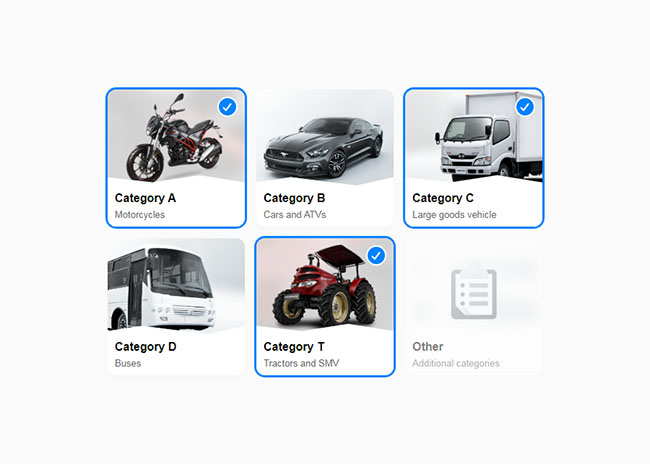 Category A
Motorcycles
Category B
Cars and ATVs
Category C
Large goods vehicle
Category D
Buses
Category T
Tractors and SMV
Other
Additional categories